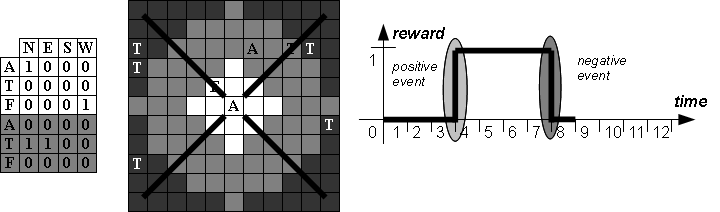 N E S W
A 1 0 0 0
T 0 0 0 0
F 0 0 0 1
A 0 0 0 0
T 1 1 0 0
F 0 0 0 0
T A T T
T
F
A
T
T
reward
1
positive
event
negative
event
time
0 1 2 3 4 5 6 7 8 9 10 11 12